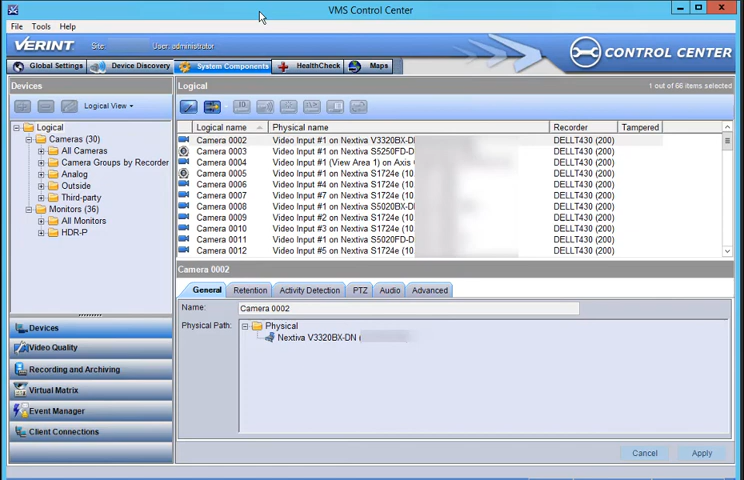 VMS Control Center
File Tools Help
VERINT Site: User: administrator CONTROL CENTER
Global Settings Device Discovery System Components HealthCheck Maps
Devices
Logical View
Logical
Cameras (30)
All Cameras
Camera Groups by Recorder
Analog
Outside
Third-party
Monitors (36)
All Monitors
HDR-P
Devices
Video Quality
Recording and Archiving
Virtual Matrix
Event Manager
Client Connections
Logical 1 out of 66 items selected
Logical name Physical name Recorder Tampered
Camera 0002 Video Input #1 on Nextiva V3320BX-D DELLT430 (200)
Camera 0003 Video Input #1 on Nextiva S5250FD-D DELLT430 (200)
Camera 0004 Video Input #1 (View Area 1) on Axis DELLT430 (200)
Camera 0005 Video Input #1 on Nextiva S1724e (10. DELLT430 (200)
Camera 0006 Video Input #4 on Nextiva S1724e (10. DELLT430 (200)
Camera 0007 Video Input #7 on Nextiva S1724e (10. DELLT430 (200)
Camera 0008 Video Input #1 on Nextiva S5020BX-D DELLT430 (200)
Camera 0009 Video Input #2 on Nextiva S1724e (10. DELLT430 (200)
Camera 0010 Video Input #3 on Nextiva S1724e (10. DELLT430 (200)
Camera 0011 Video Input #1 on Nextiva S5020FD-D DELLT430 (200)
Camera 0012 Video Input #5 on Nextiva S1724e (10. DELLT430 (200)
Camera 0002
General Retention Activity Detection PTZ Audio Advanced
Name: Camera 0002
Physical Path: Physical
Nextiva V3320BX-DN (
Cancel Apply